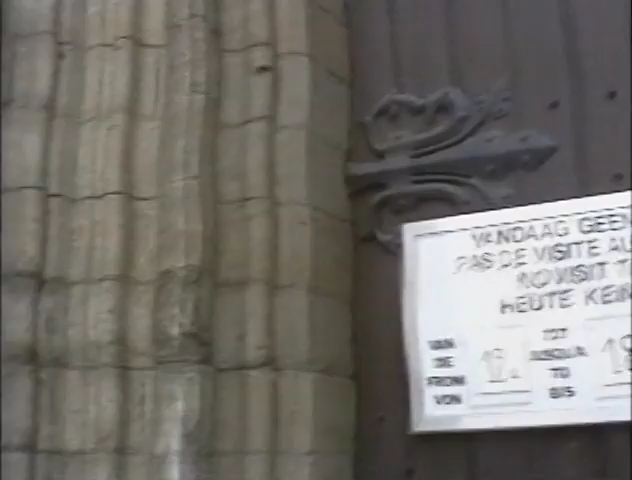 VANDAAG GEEN
PAS DE VISITE AU
NO VISIT T
HEUTE KEIN
VAN TOT
DE JUSQU'A
FROM TO
VON BIS